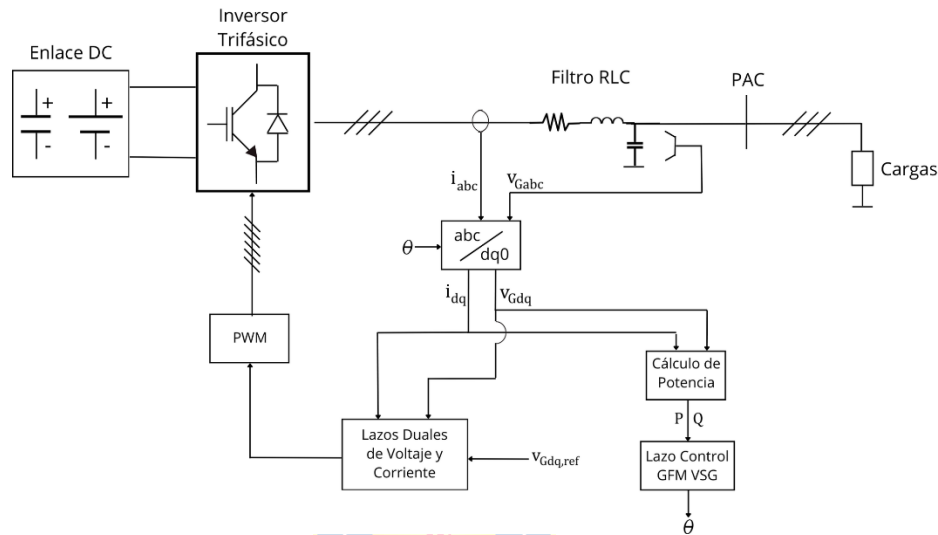 Inversor
Trifásico
Enlace DC
+
+
-
-
Filtro RLC
PAC
Cargas
i_abc
v_Gabc
θ
abc
dq0
i_dq
v_Gdq
PWM
Cálculo de
Potencia
P Q
Lazos Duales
de Voltaje y
Corriente
v_Gdq,ref
Lazo Control
GFM VSG
θ